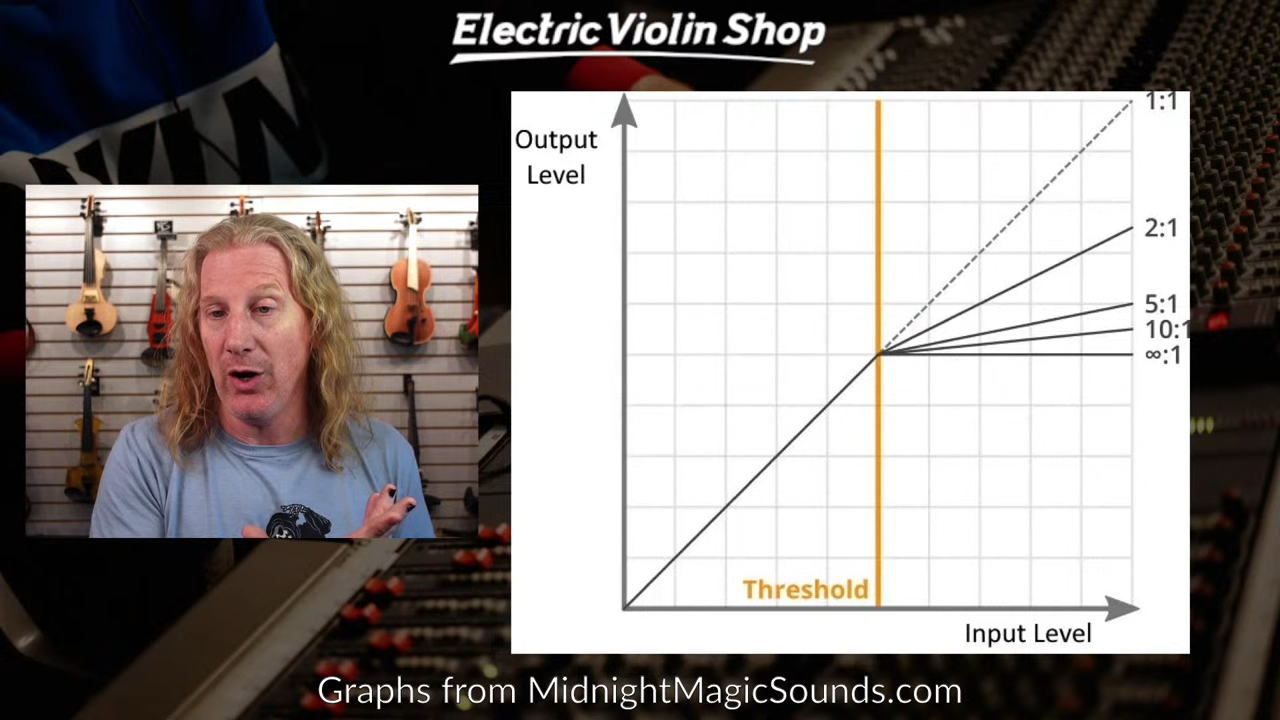 Electric Violin Shop
Output
Level
1:1
2:1
5:1
10:1
∞:1
Threshold
Input Level
Graphs from MidnightMagicSounds.com